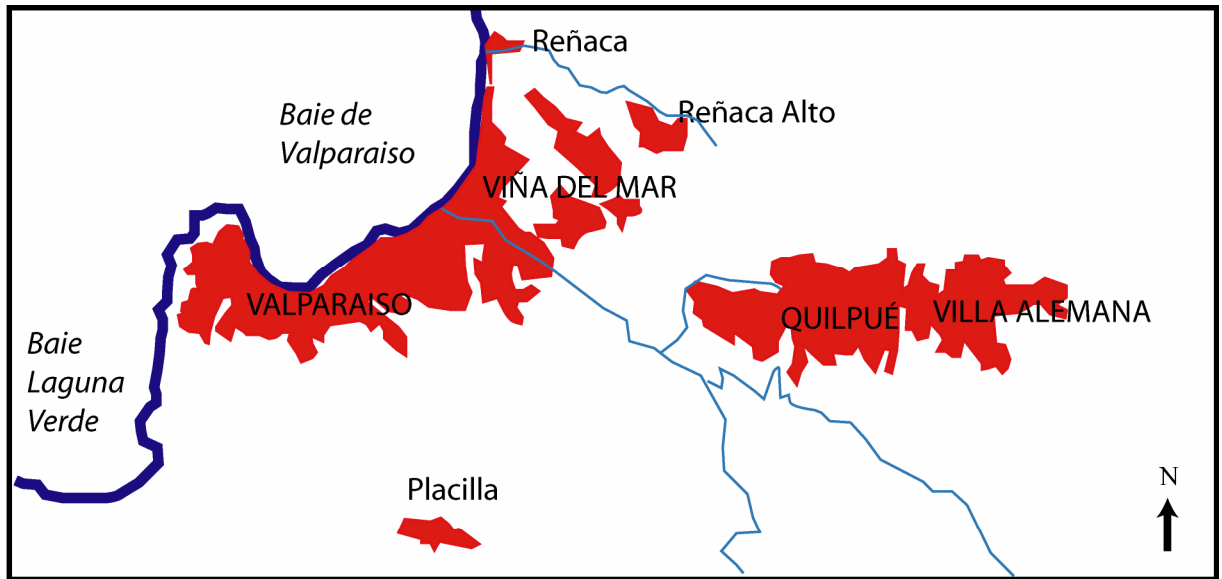 Reñaca
Baie de
Valparaiso
Reñaca Alto
VIÑA DEL MAR
VALPARAISO
QUILPUÉ
VILLA ALEMANA
Baie
Laguna
Verde
Placilla
N